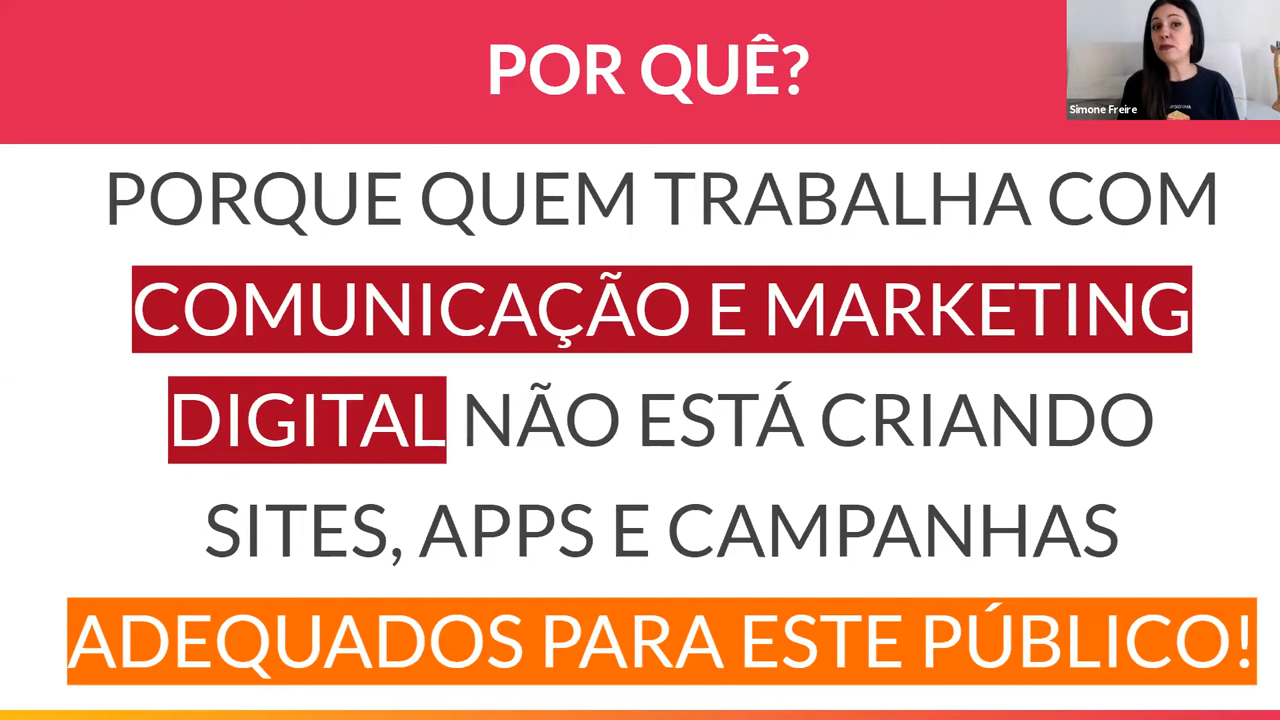 POR QUÊ?
Simone Freire
PORQUE QUEM TRABALHA COM
COMUNICAÇÃO E MARKETING
DIGITAL NÃO ESTÁ CRIANDO
SITES, APPS E CAMPANHAS
ADEQUADOS PARA ESTE PÚBLICO!